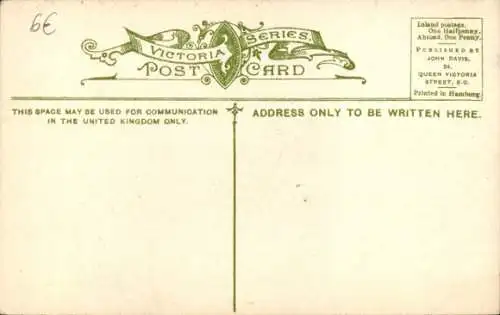 6€
VICTORIA SERIES
POST CARD
Inland postage,
One Halfpenny.
Abroad, One Penny.
PUBLISHED BY
JOHN DAVIS,
24,
QUEEN VICTORIA
STREET, E.C.
Printed in Hamburg.
THIS SPACE MAY BE USED FOR COMMUNICATION
IN THE UNITED KINGDOM ONLY.
ADDRESS ONLY TO BE WRITTEN HERE.